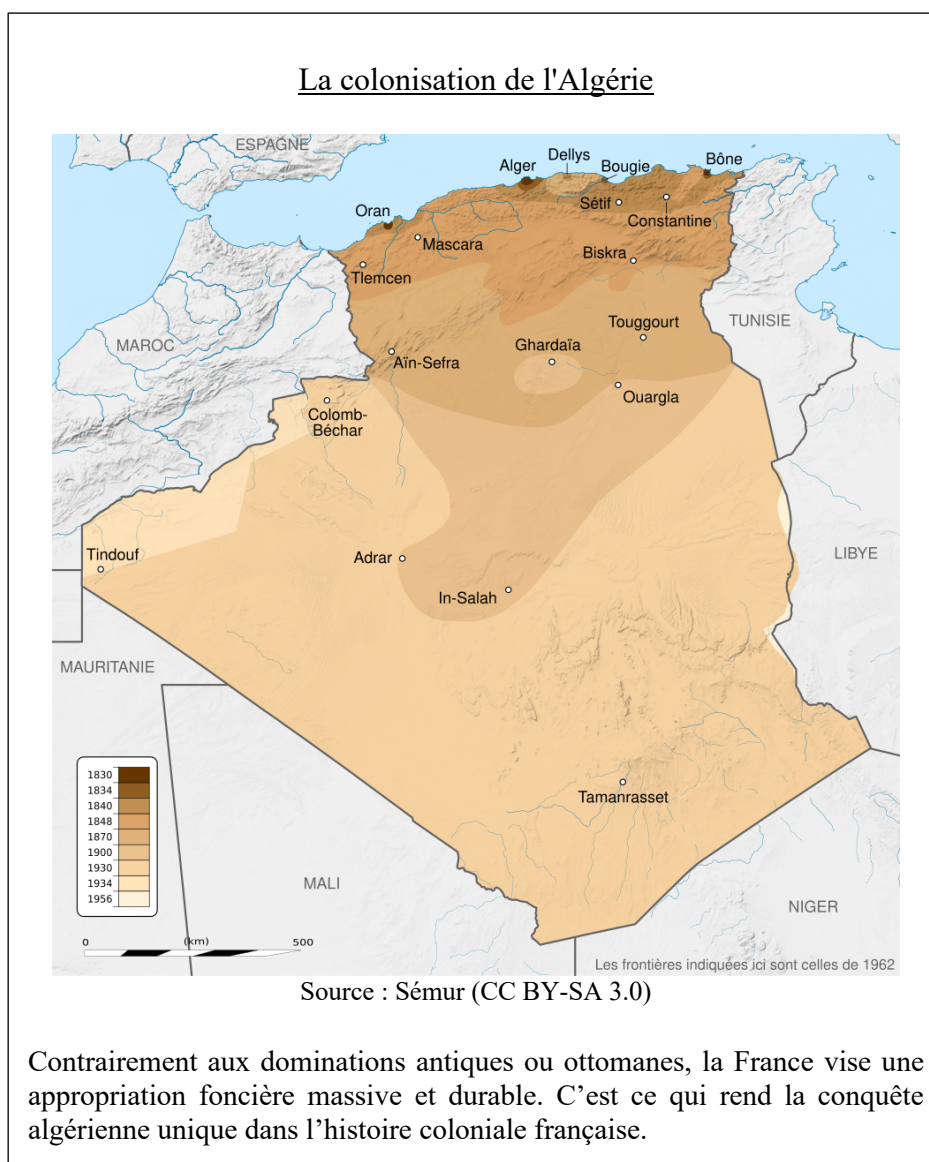 La colonisation de l'Algérie
ESPAGNE
Alger
Dellys
Bougie
Bône
Oran
Sétif
Constantine
Mascara
Tlemcen
Biskra
MAROC
Touggourt
TUNISIE
Ghardaïa
Aïn-Sefra
Ouargla
Colomb-
Béchar
Tindouf
Adrar
In-Salah
LIBYE
MAURITANIE
Tamanrasset
MALI
NIGER
1830
1834
1840
1848
1870
1900
1930
1934
1956
0 (km) 500
Les frontières indiquées ici sont celles de 1962
Source : Sémur (CC BY-SA 3.0)
Contrairement aux dominations antiques ou ottomanes, la France vise une
appropriation foncière massive et durable. C’est ce qui rend la conquête
algérienne unique dans l’histoire coloniale française.